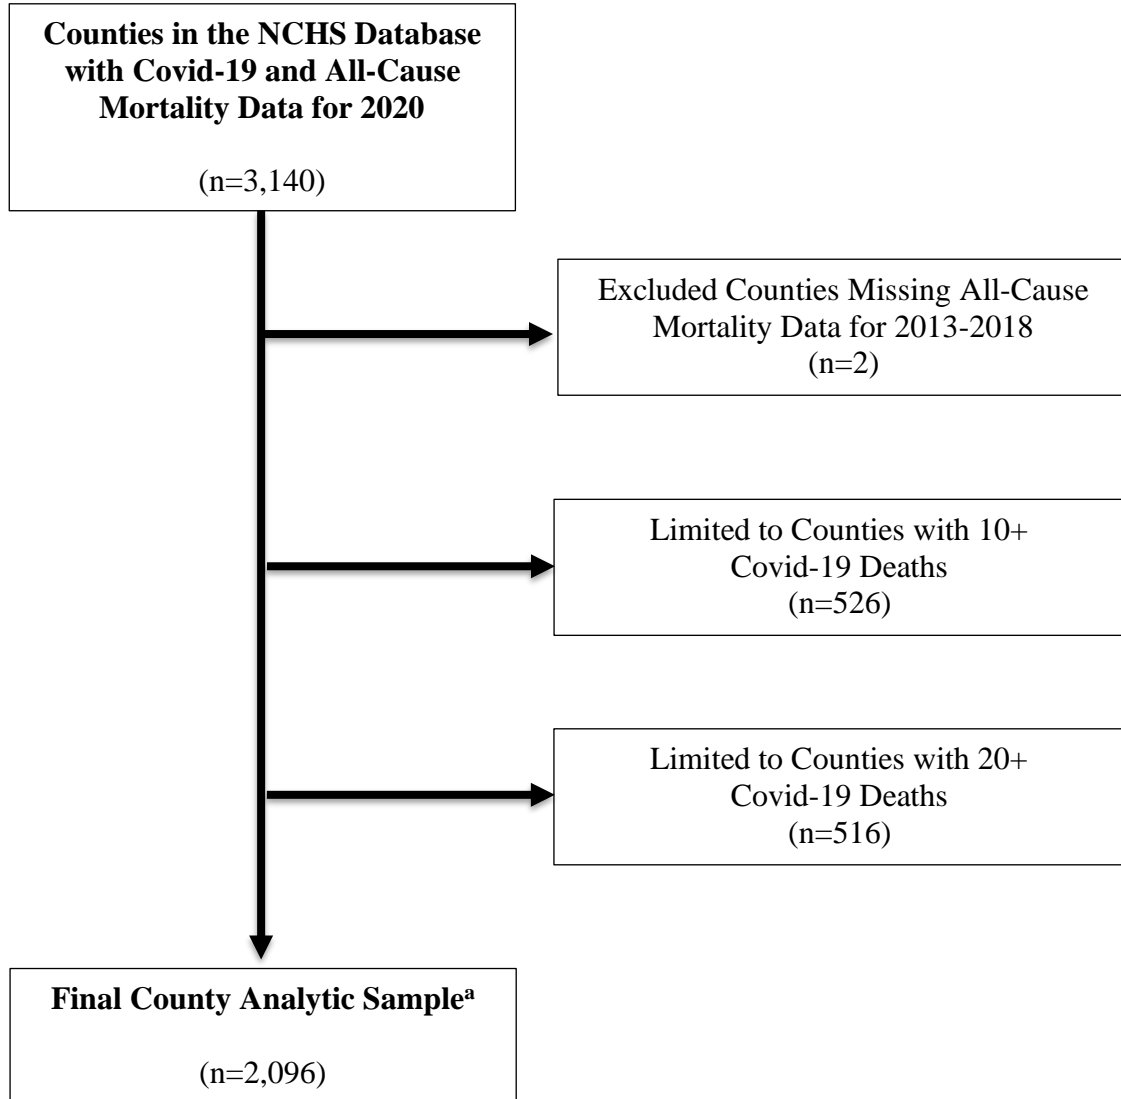 Counties in the NCHS Database
with Covid-19 and All-Cause
Mortality Data for 2020
(n=3,140)
Excluded Counties Missing All-Cause
Mortality Data for 2013-2018
(n=2)
Limited to Counties with 10+
Covid-19 Deaths
(n=526)
Limited to Counties with 20+
Covid-19 Deaths
(n=516)
Final County Analytic Sampleᵃ
(n=2,096)